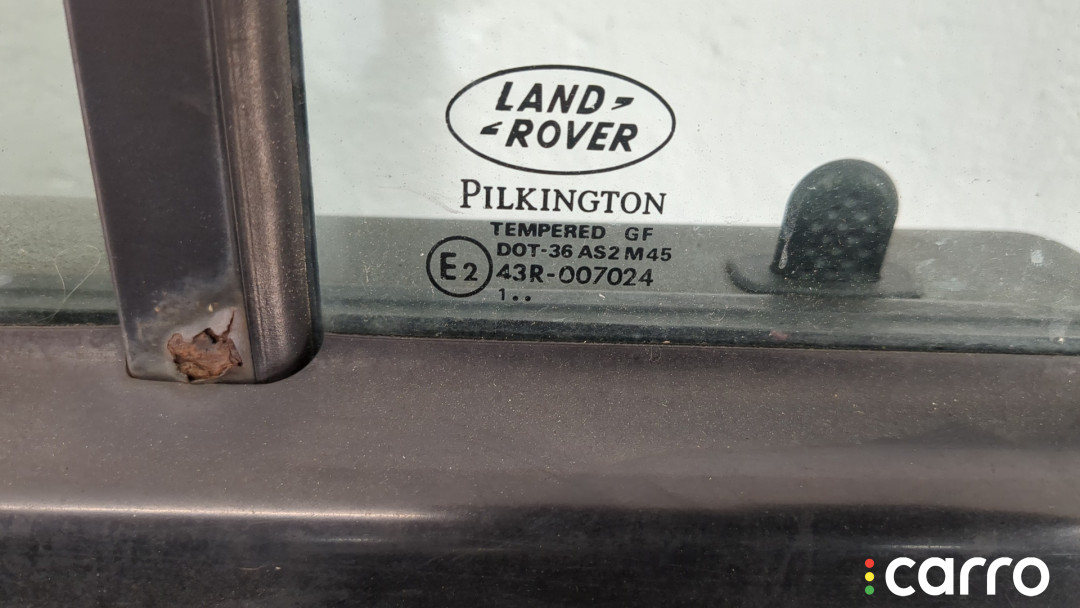 LAND
ROVER
PILKINGTON
TEMPERED GF
DOT-36 AS2 M45
E2 43R-007024
1..
carro